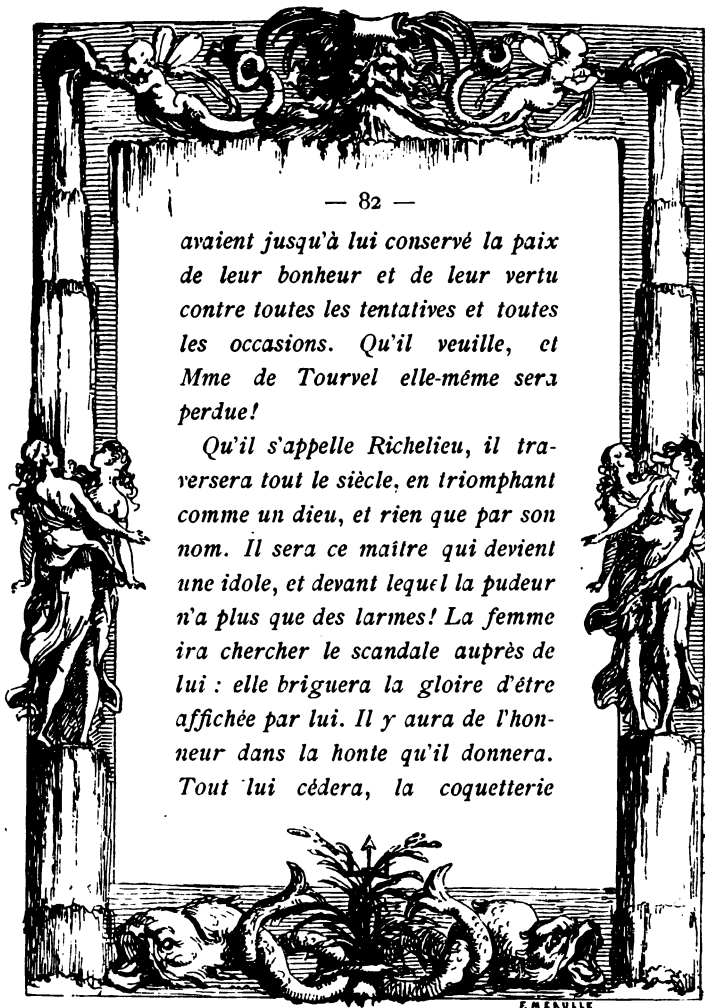 — 82 —
avaient jusqu'à lui conservé la paix
de leur bonheur et de leur vertu
contre toutes les tentatives et toutes
les occasions. Qu'il veuille, et
Mme de Tourvel elle-même sera
perdue!
Qu'il s'appelle Richelieu, il tra-
versera tout le siècle, en triomphant
comme un dieu, et rien que par son
nom. Il sera ce maître qui devient
une idole, et devant lequel la pudeur
n'a plus que des larmes! La femme
ira chercher le scandale auprès de
lui : elle briguera la gloire d'être
affichée par lui. Il y aura de l'hon-
neur dans la honte qu'il donnera.
Tout lui cédera, la coquetterie